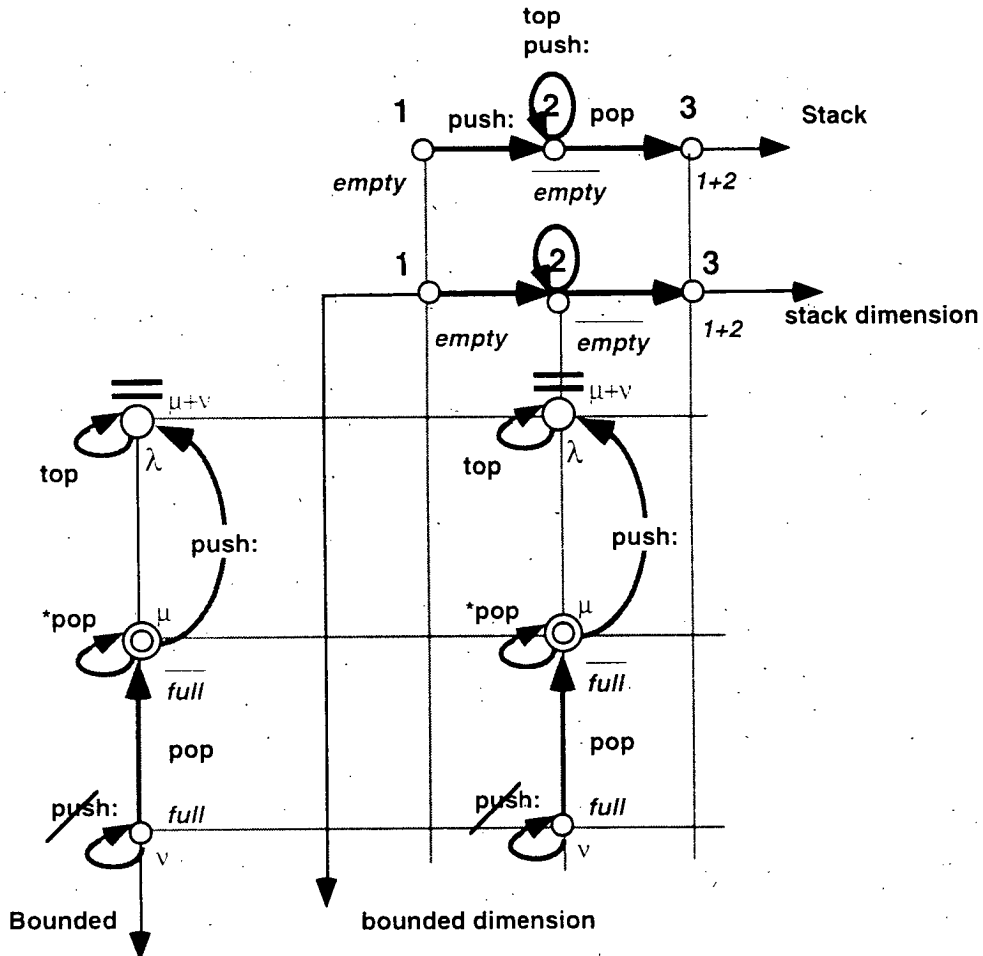 top
push:
1 push: 2 pop 3 Stack
empty empty 1+2
1 2 3
stack dimension
empty empty 1+2
μ+ν μ+ν
top λ top λ
push: push:
*pop μ *pop μ
full full
pop pop
push: full push: full
ν ν
Bounded bounded dimension